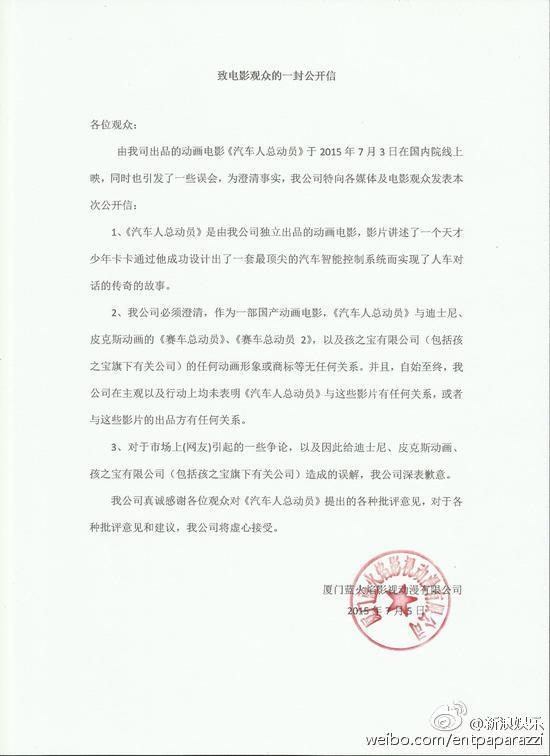 致电影观众的一封公开信
各位观众：
由我司出品的动画电影《汽车人总动员》于 2015 年 7 月 3 日在国内院线上
映，同时也引发了一些误会，为澄清事实，我公司特向各媒体及电影观众发表本
次公开信：
1、《汽车人总动员》是由我公司独立出品的动画电影，影片讲述了一个天才
少年卡卡通过他成功设计出了一套最顶尖的汽车智能控制系统而实现了人车对
话的传奇的故事。
2、我公司必须澄清，作为一部国产动画电影，《汽车人总动员》与迪士尼、
皮克斯动画的《赛车总动员》、《赛车总动员 2》，以及孩之宝有限公司（包括孩
之宝旗下有关公司）的任何动画形象或商标等无任何关系。并且，自始至终，我
公司在主观以及行动上均未表明《汽车人总动员》与这些影片有任何关系，或者
与这些影片的出品方有任何关系。
3、对于市场上(网友)引起的一些争论，以及因此给迪士尼、皮克斯动画、
孩之宝有限公司（包括孩之宝旗下有关公司）造成的误解，我公司深表歉意。
我公司真诚感谢各位观众对《汽车人总动员》提出的各种批评意见，对于各
种批评意见和建议，我公司将虚心接受。
厦门蓝火焰影视动漫有限公司
2015 年 7 月 5 日
厦门蓝火焰影视动漫有限公司
@新浪娱乐
weibo.com/entpaparazzi